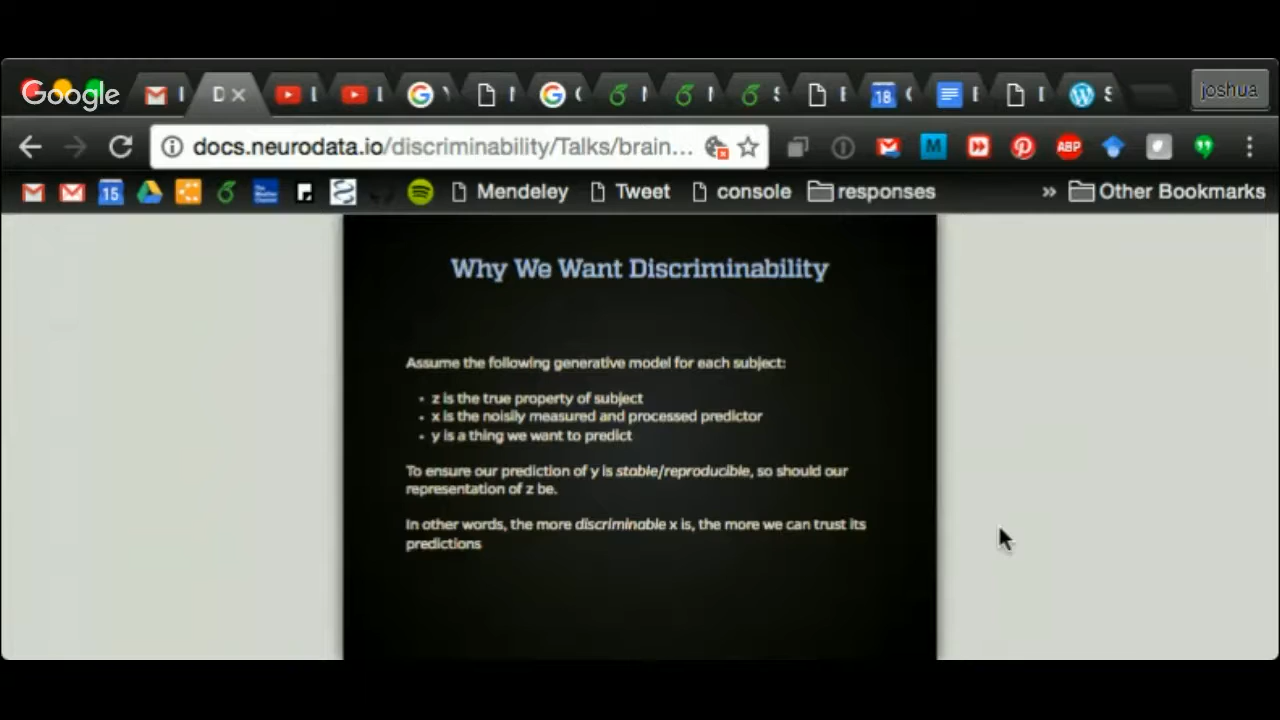 Google
D
joshua
docs.neurodata.io/discriminability/Talks/brain...
ABP
15
18
Mendeley
Tweet
console
responses
Other Bookmarks
Why We Want Discriminability
Assume the following generative model for each subject:
• z is the true property of subject
• x is the noisily measured and processed predictor
• y is a thing we want to predict
To ensure our prediction of y is stable/reproducible, so should our
representation of z be.
In other words, the more discriminable x is, the more we can trust its
predictions